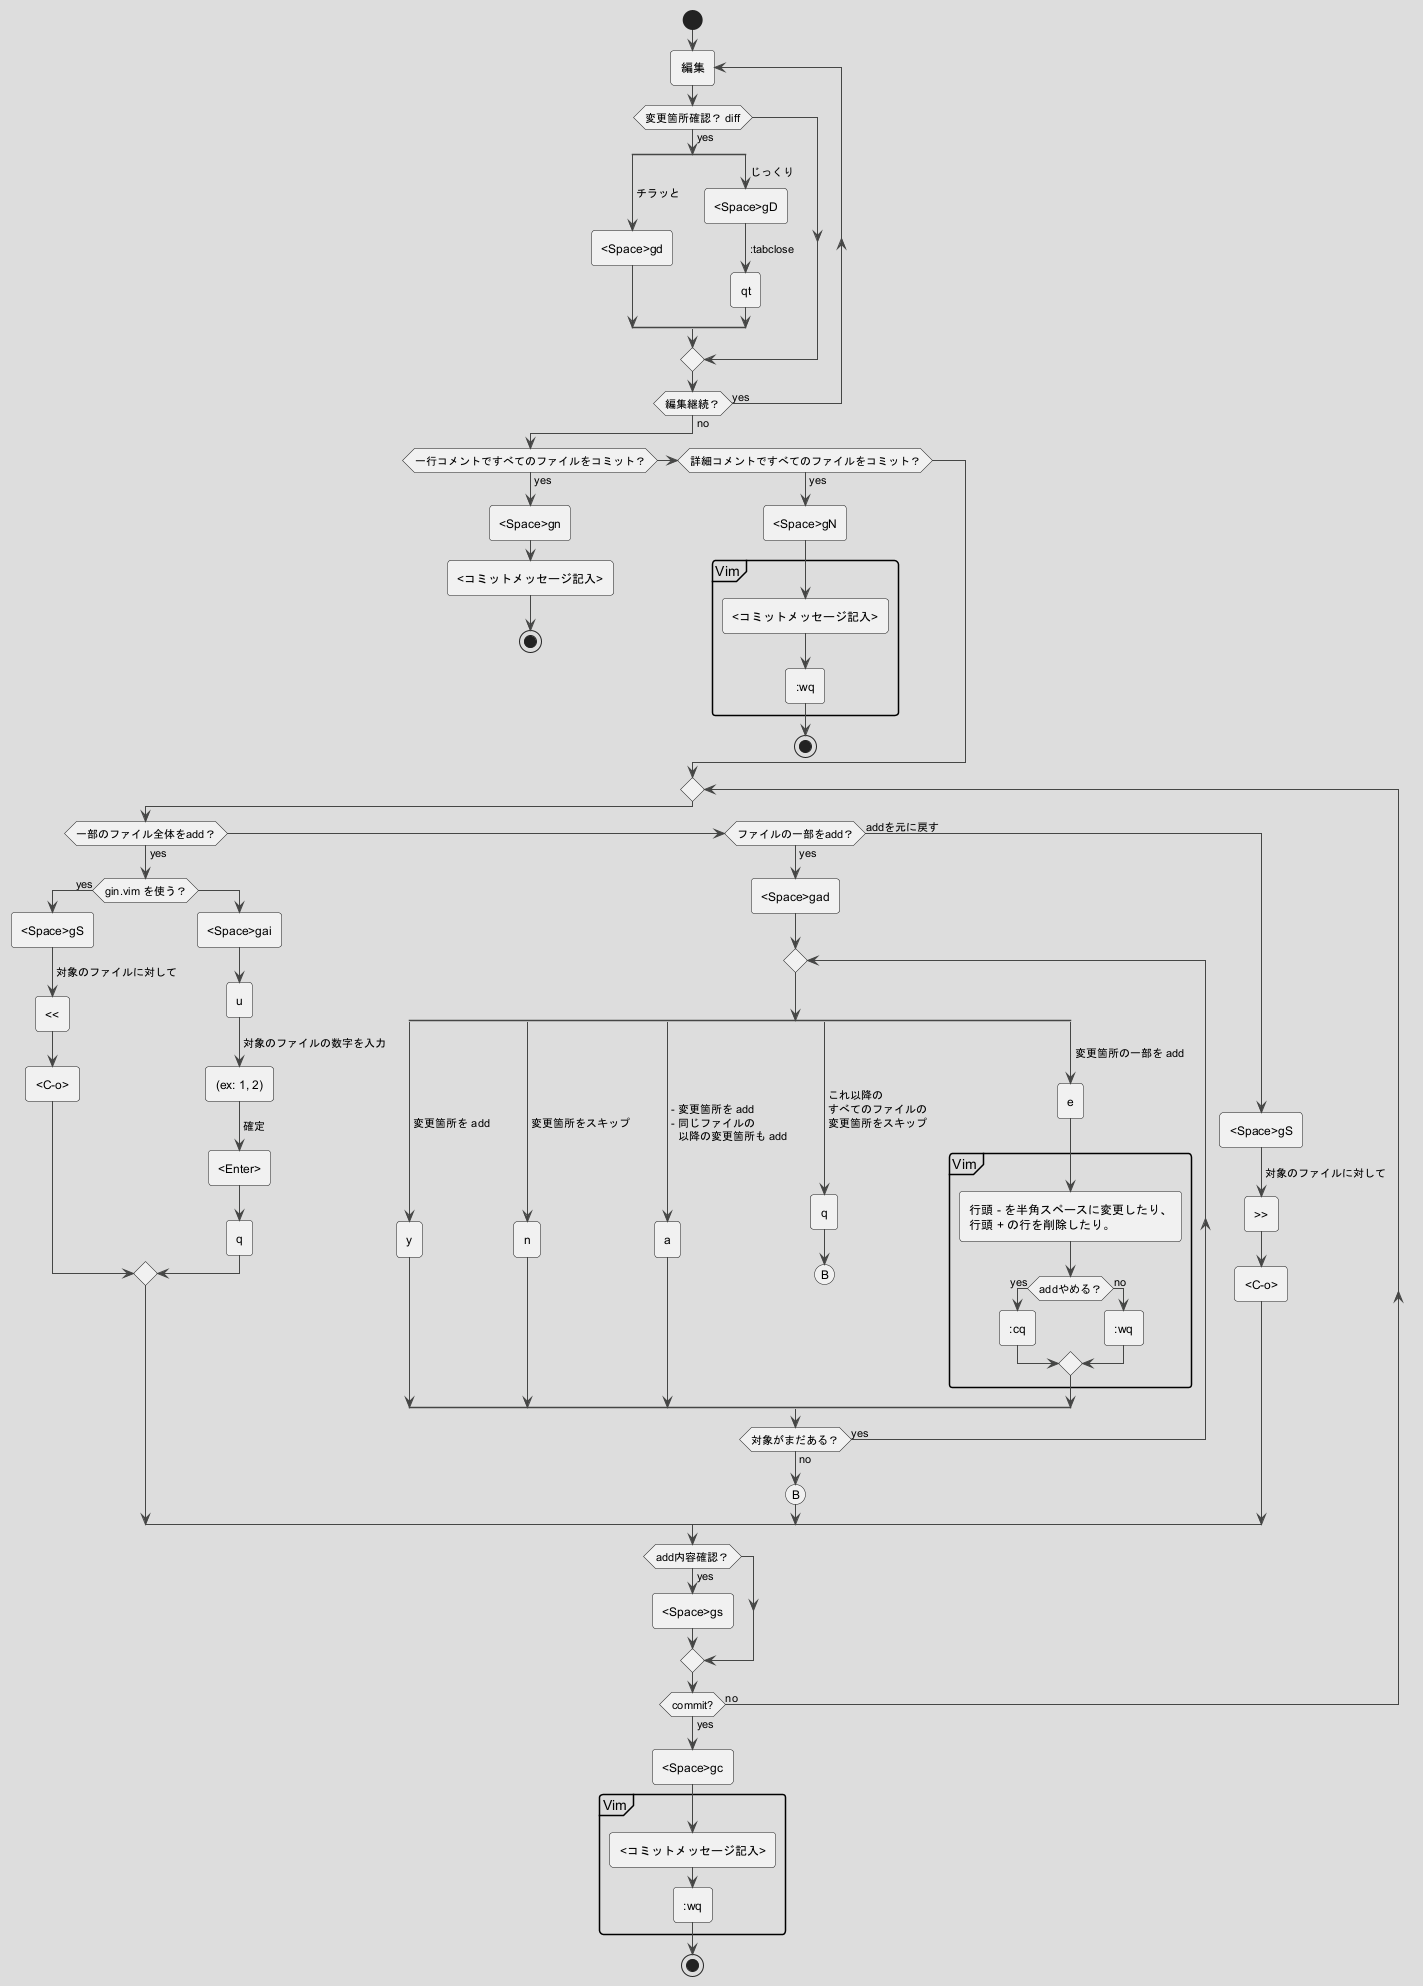 編集
変更箇所確認？ diff
yes
チラッと
じっくり
<Space>gD
<Space>gd
:tabclose
qt
編集継続？
yes
no
一行コメントですべてのファイルをコミット？
詳細コメントですべてのファイルをコミット？
yes
yes
<Space>gn
<Space>gN
<コミットメッセージ記入>
Vim
<コミットメッセージ記入>
:wq
一部のファイル全体をadd？
ファイルの一部をadd？
addを元に戻す
yes
yes
yes
gin.vim を使う？
<Space>gad
<Space>gS
<Space>gai
対象のファイルに対して
<<
u
対象のファイルの数字を入力
<C-o>
(ex: 1, 2)
確定
<Enter>
q
変更箇所を add
y
変更箇所をスキップ
n
- 変更箇所を add
- 同じファイルの
以降の変更箇所も add
a
これ以降の
すべてのファイルの
変更箇所をスキップ
q
B
変更箇所の一部を add
e
Vim
行頭 - を半角スペースに変更したり、
行頭 + の行を削除したり。
addやめる？
yes
no
:cq
:wq
<Space>gS
対象のファイルに対して
>>
<C-o>
対象がまだある？
yes
no
B
add内容確認？
yes
<Space>gs
commit?
no
yes
<Space>gc
Vim
<コミットメッセージ記入>
:wq